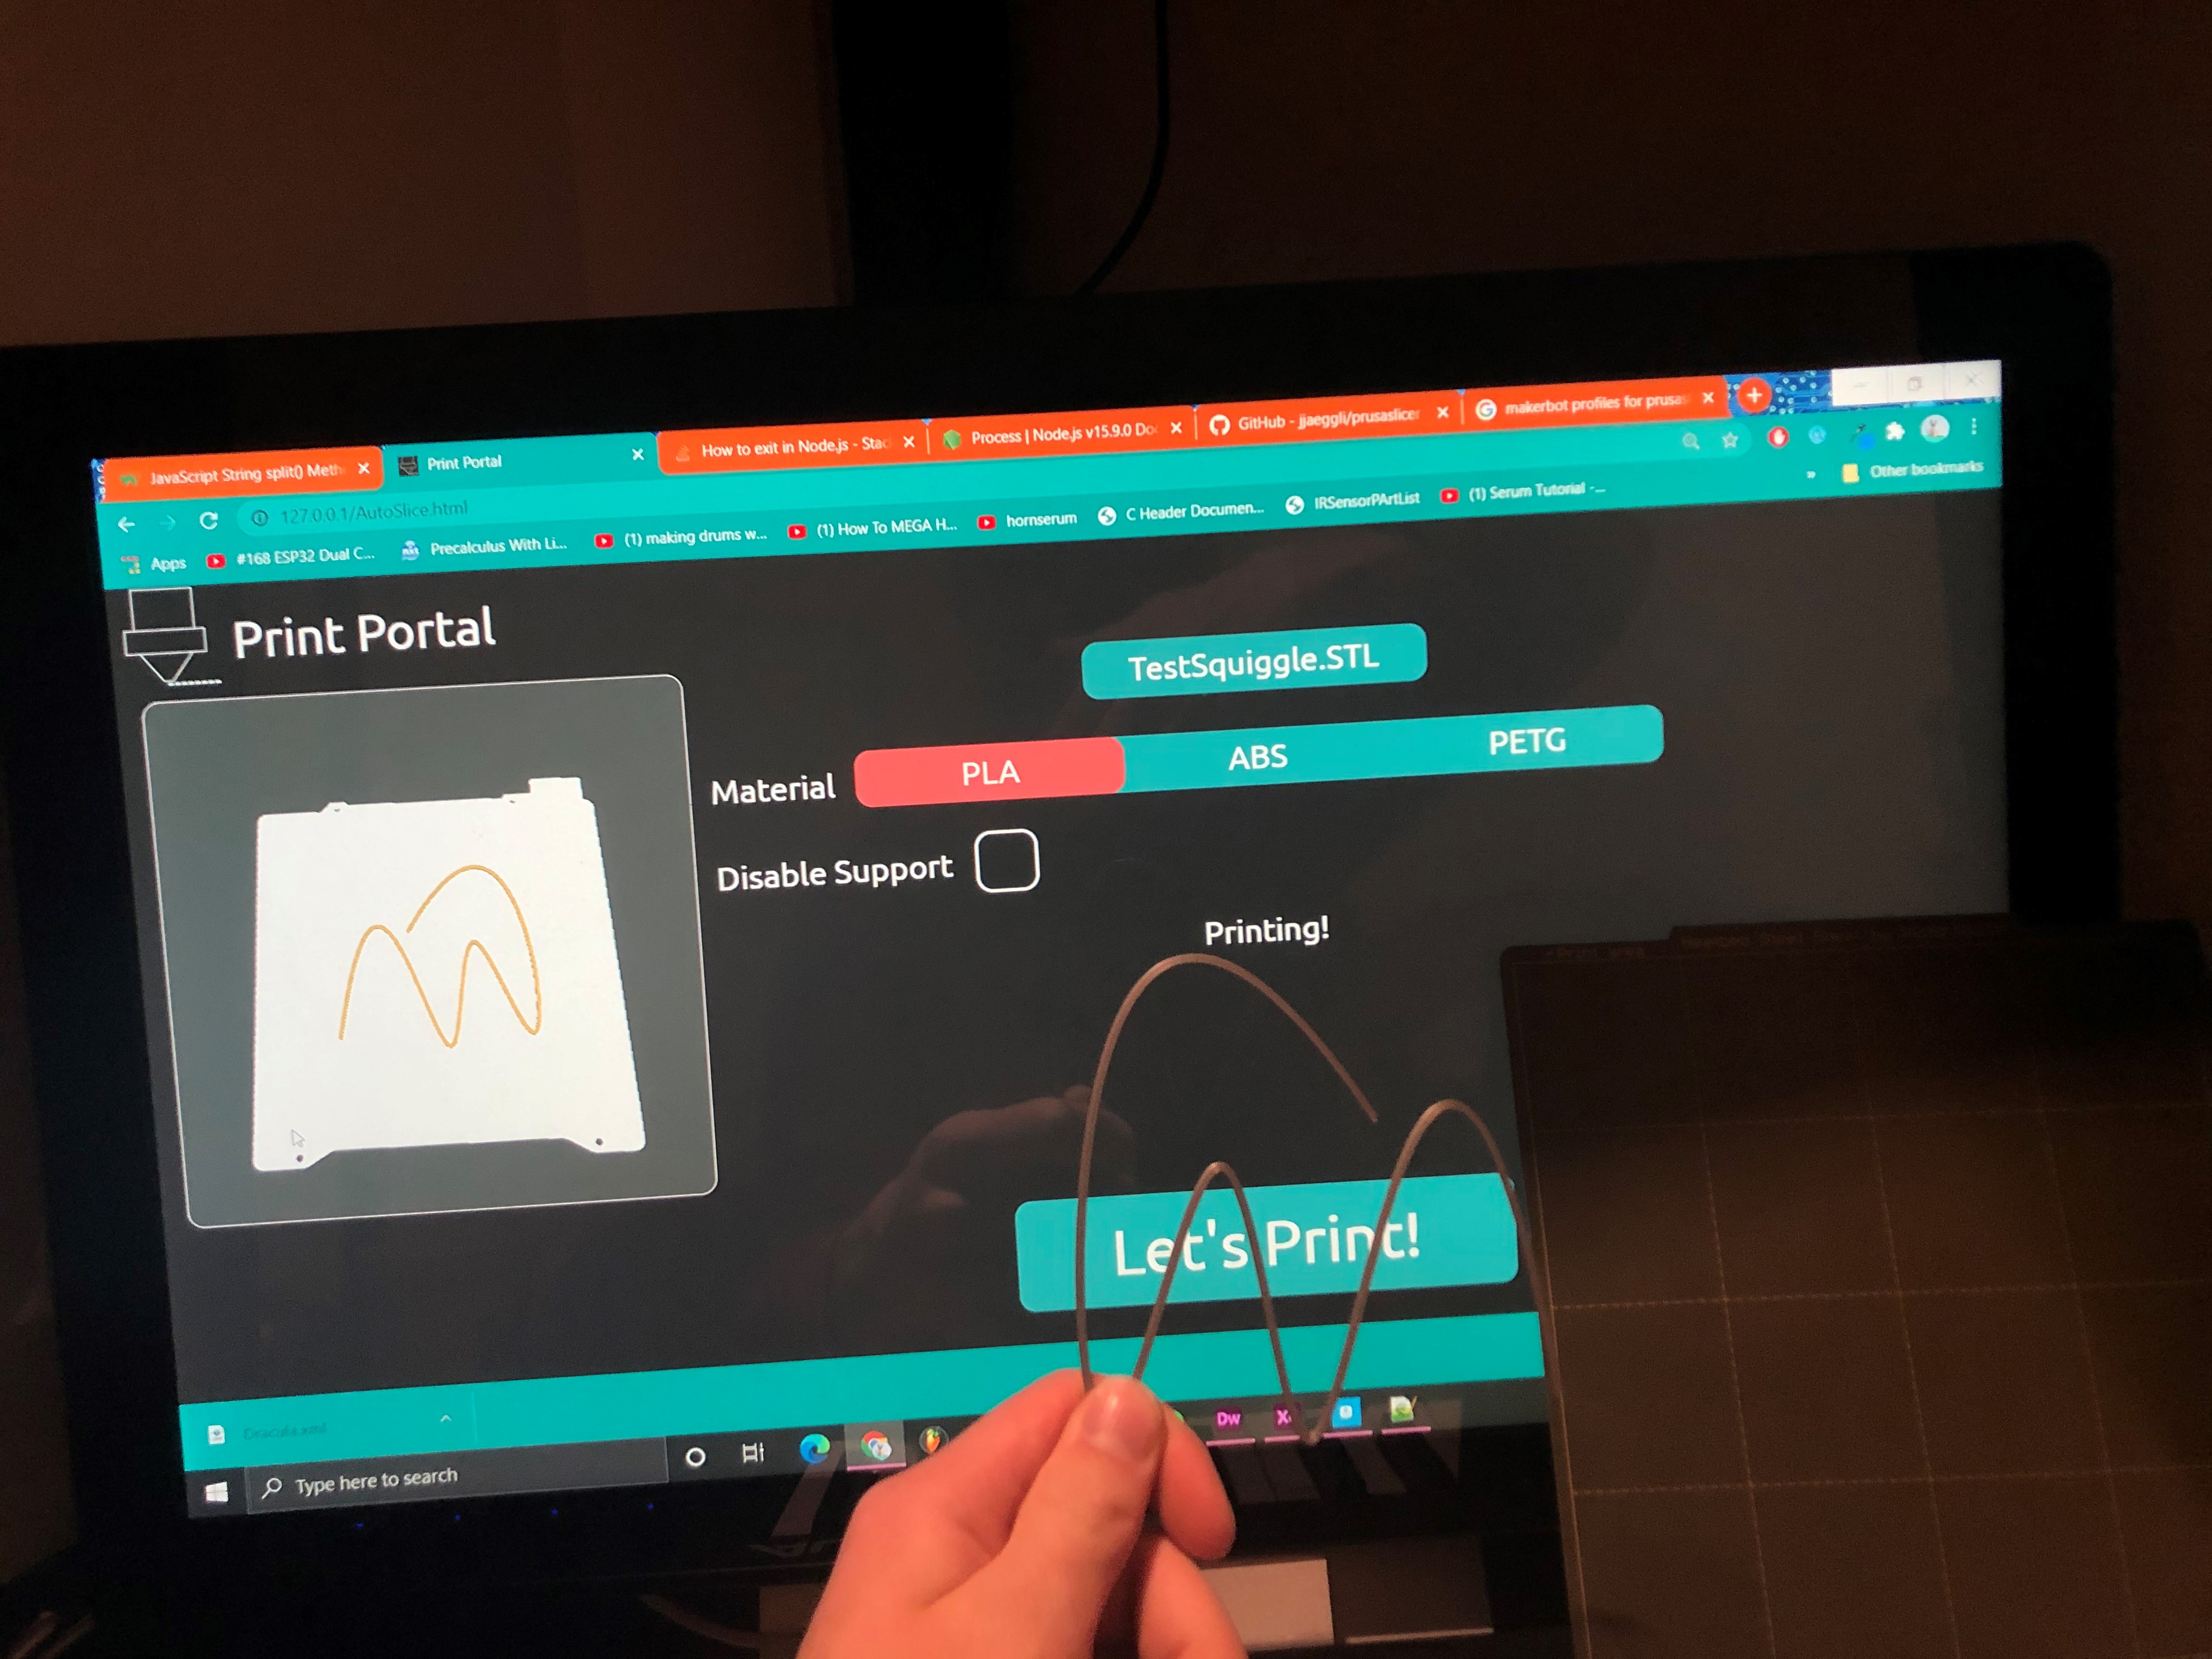 JavaScript String split() Meth
Print Portal
How to exit in Node.js - Stac
Process | Node.js v15.9.0 Do
GitHub - jjaeggli/prusaslicer
makerbot profiles for prusas
127.0.0.1/AutoSlice.html
Apps
#168 ESP32 Dual C...
Precalculus With Li...
(1) making drums w...
(1) How To MEGA H...
hornserum
C Header Documen...
IRSensorPArtList
(1) Serum Tutorial -...
»
Other bookmarks
Print Portal
TestSquiggle.STL
Material
PLA
ABS
PETG
Disable Support
Printing!
Let's Print!
Dracula.xml
Dw
Type here to search